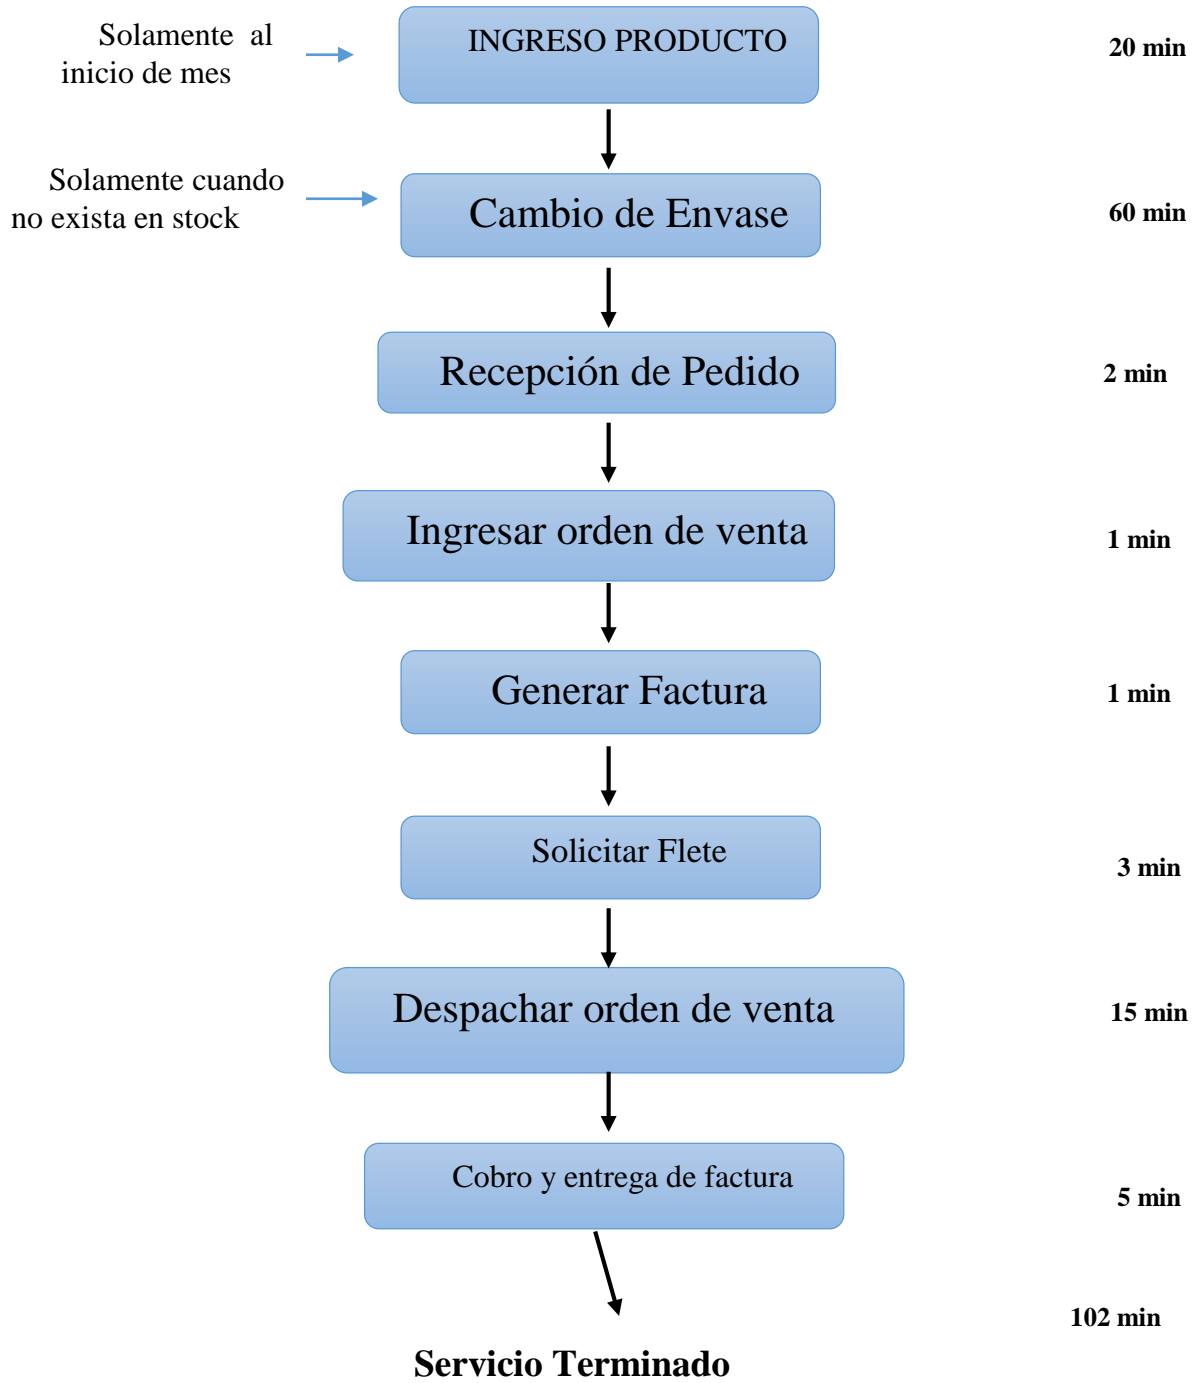 Solamente al
inicio de mes
INGRESO PRODUCTO
20 min
Solamente cuando
no exista en stock
Cambio de Envase
60 min
Recepción de Pedido
2 min
Ingresar orden de venta
1 min
Generar Factura
1 min
Solicitar Flete
3 min
Despachar orden de venta
15 min
Cobro y entrega de factura
5 min
102 min
Servicio Terminado